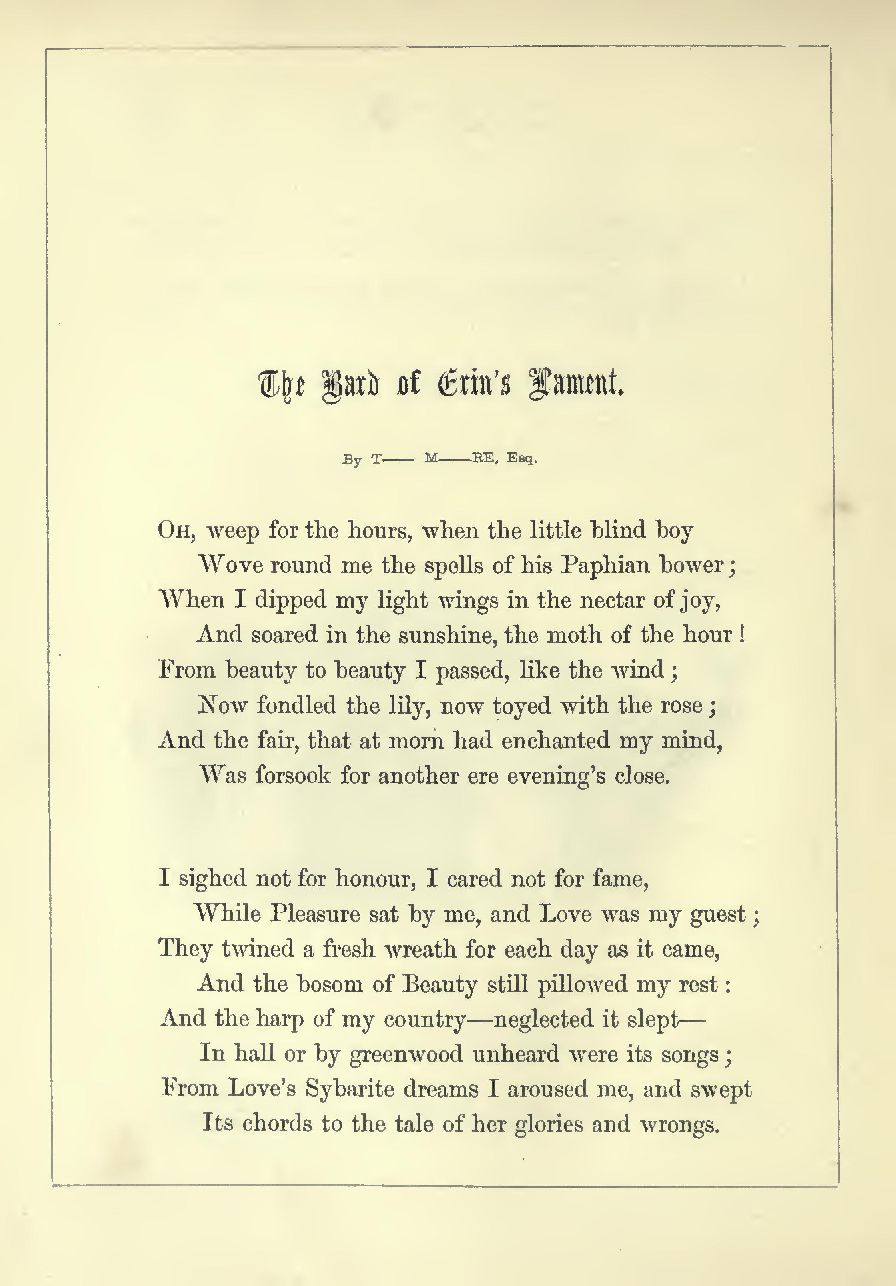 The Bard of Erin's Lament.
By T—— M——RE, Esq.
OH, weep for the hours, when the little blind boy
Wove round me the spells of his Paphian bower;
When I dipped my light wings in the nectar of joy,
And soared in the sunshine, the moth of the hour!
From beauty to beauty I passed, like the wind;
Now fondled the lily, now toyed with the rose;
And the fair, that at morn had enchanted my mind,
Was forsook for another ere evening's close.
I sighed not for honour, I cared not for fame,
While Pleasure sat by me, and Love was my guest;
They twined a fresh wreath for each day as it came,
And the bosom of Beauty still pillowed my rest:
And the harp of my country—neglected it slept—
In hall or by greenwood unheard were its songs;
From Love's Sybarite dreams I aroused me, and swept
Its chords to the tale of her glories and wrongs.